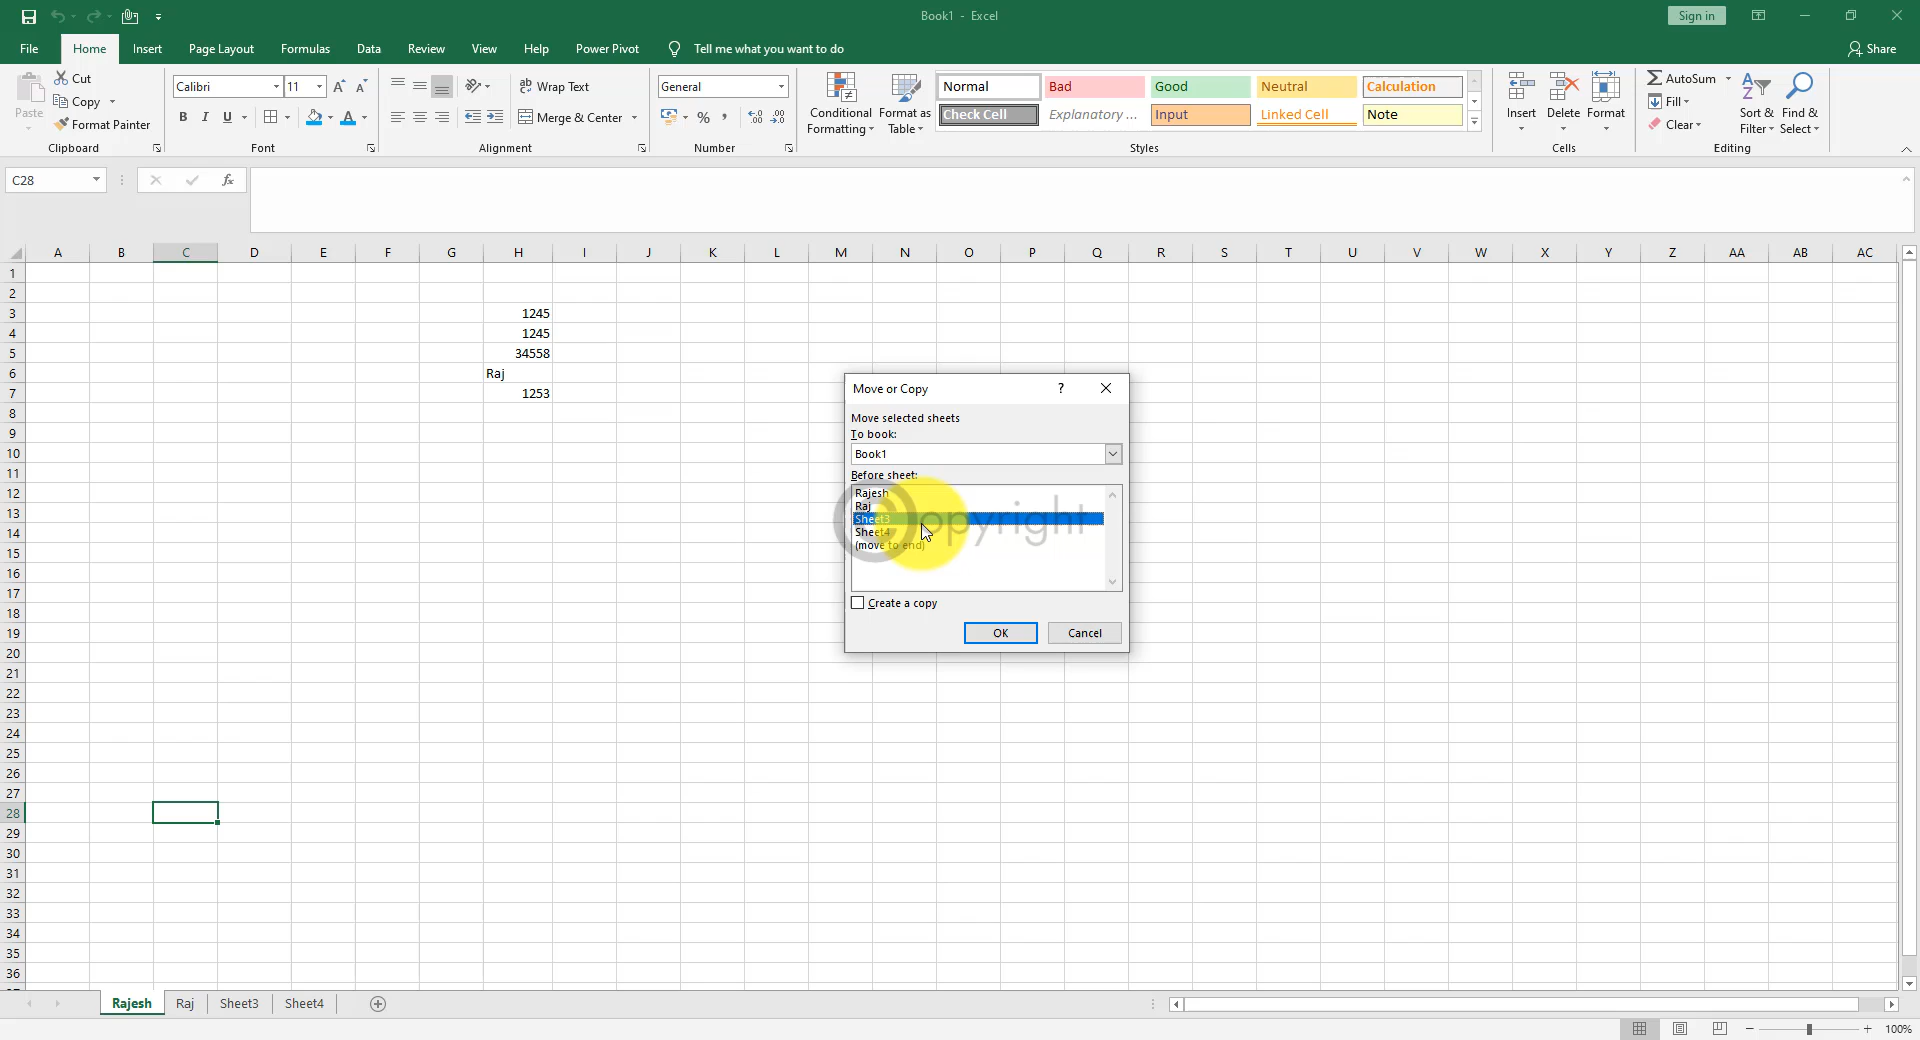 Book1 - Excel
Sign in
File Home Insert Page Layout Formulas Data Review View Help Power Pivot Tell me what you want to do
Share
Paste
Cut
Copy
Format Painter
Clipboard
Calibri 11
B I U
Font
Wrap Text
Merge & Center
Alignment
General
Number
Conditional Formatting
Format as Table
Normal Bad Good Neutral Calculation
Check Cell Explanatory ... Input Linked Cell Note
Styles
Insert Delete Format
Cells
AutoSum
Fill
Clear
Sort & Filter
Find & Select
Editing
C28
fx
A B C D E F G H I J K L M N O P Q R S T U V W X Y Z AA AB AC
1
2
3 1245
4 1245
5 34558
6 Raj
7 1253
8
9
10
11
12
13
14
15
16
17
18
19
20
21
22
23
24
25
26
27
28
29
30
31
32
33
34
35
36
Move or Copy ?
Move selected sheets
To book:
Book1
Before sheet:
Rajesh
Raj
Sheet3
Sheet4
(move to end)
Create a copy
OK Cancel
©opyright
Rajesh Raj Sheet3 Sheet4
100%